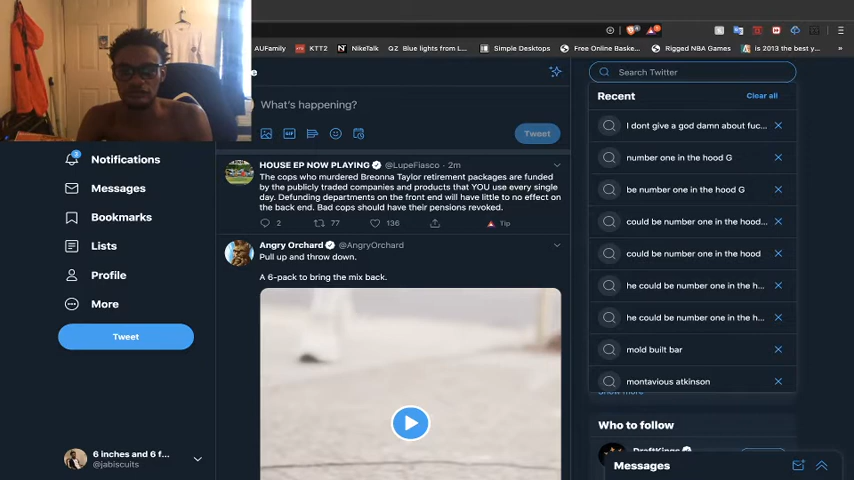 AUFamily
KTT2
NikeTalk
QZ Blue lights from L...
Simple Desktops
Free Online Baske...
Rigged NBA Games
is 2013 the best y...
»
e
What's happening?
GIF
Tweet
Search Twitter
Recent
Clear all
I dont give a god damn about fuc...
number one in the hood G
be number one in the hood G
could be number one in the hood...
could be number one in the hood
he could be number one in the h...
he could be number one in the h...
mold built bar
montavious atkinson
Who to follow
Messages
2
Notifications
Messages
Bookmarks
Lists
Profile
More
Tweet
6 inches and 6 f...
@jabiscuits
HOUSE EP NOW PLAYING @LupeFiasco · 2m
The cops who murdered Breonna Taylor retirement packages are funded
by the publicly traded companies and products that YOU use every single
day. Defunding departments on the front end will have little to no effect on
the back end. Bad cops should have their pensions revoked.
2 77 136 Tip
Angry Orchard @AngryOrchard
Pull up and throw down.
A 6-pack to bring the mix back.